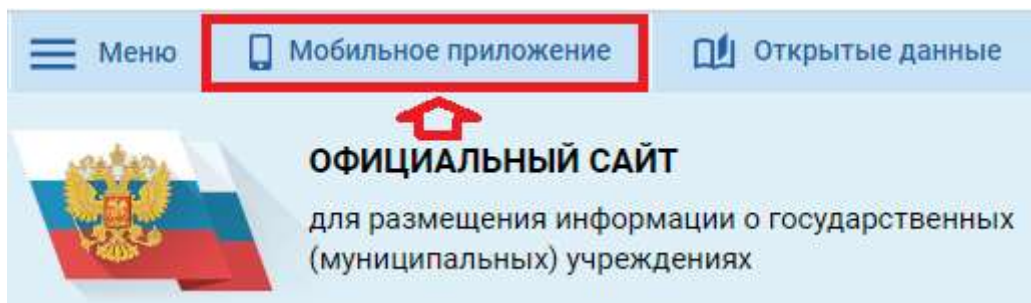 Меню
Мобильное приложение
Открытые данные
ОФИЦИАЛЬНЫЙ САЙТ
для размещения информации о государственных
(муниципальных) учреждениях